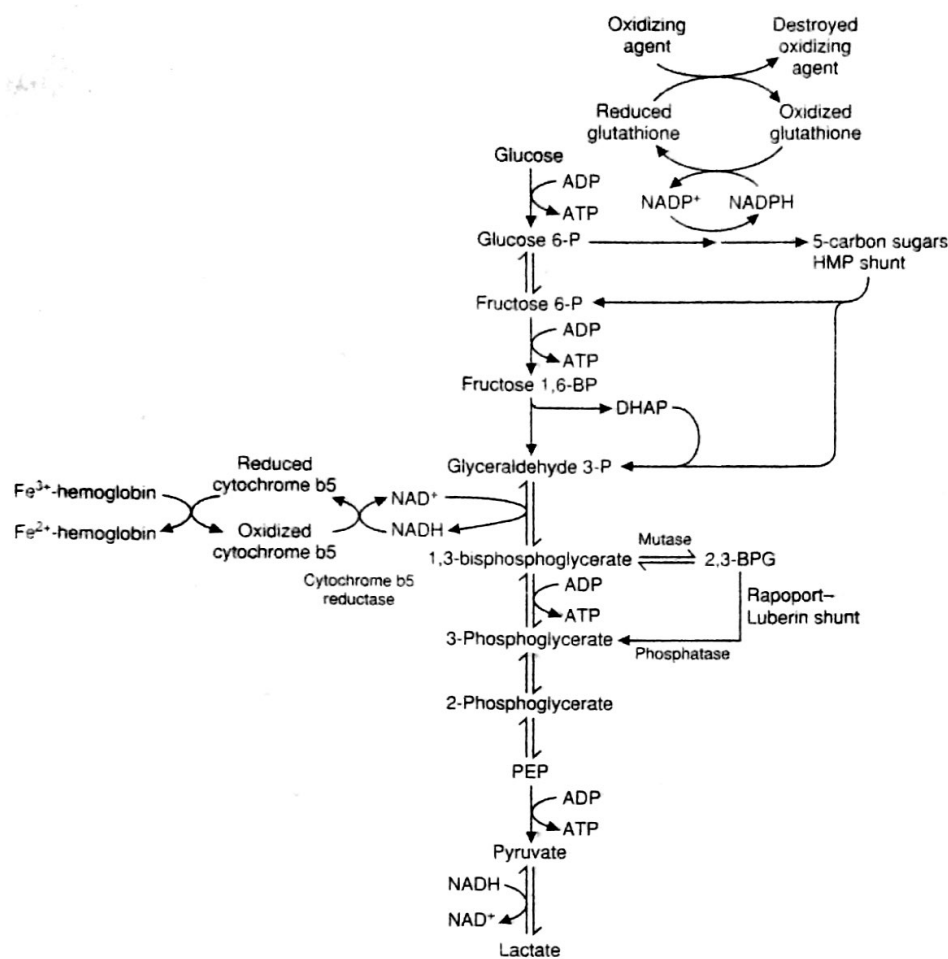 Oxidizing
agent
Destroyed
oxidizing
agent
Reduced
glutathione
Oxidized
glutathione
Glucose
ADP
ATP
NADP⁺
NADPH
Glucose 6-P
5-carbon sugars
HMP shunt
Fructose 6-P
ADP
ATP
Fructose 1,6-BP
DHAP
Glyceraldehyde 3-P
Fe³⁺-hemoglobin
Reduced
cytochrome b5
NAD⁺
Fe²⁺-hemoglobin
Oxidized
cytochrome b5
NADH
Cytochrome b5
reductase
1,3-bisphosphoglycerate
Mutase
2,3-BPG
ADP
ATP
Rapoport–
Luberin shunt
3-Phosphoglycerate
Phosphatase
2-Phosphoglycerate
PEP
ADP
ATP
Pyruvate
NADH
NAD⁺
Lactate